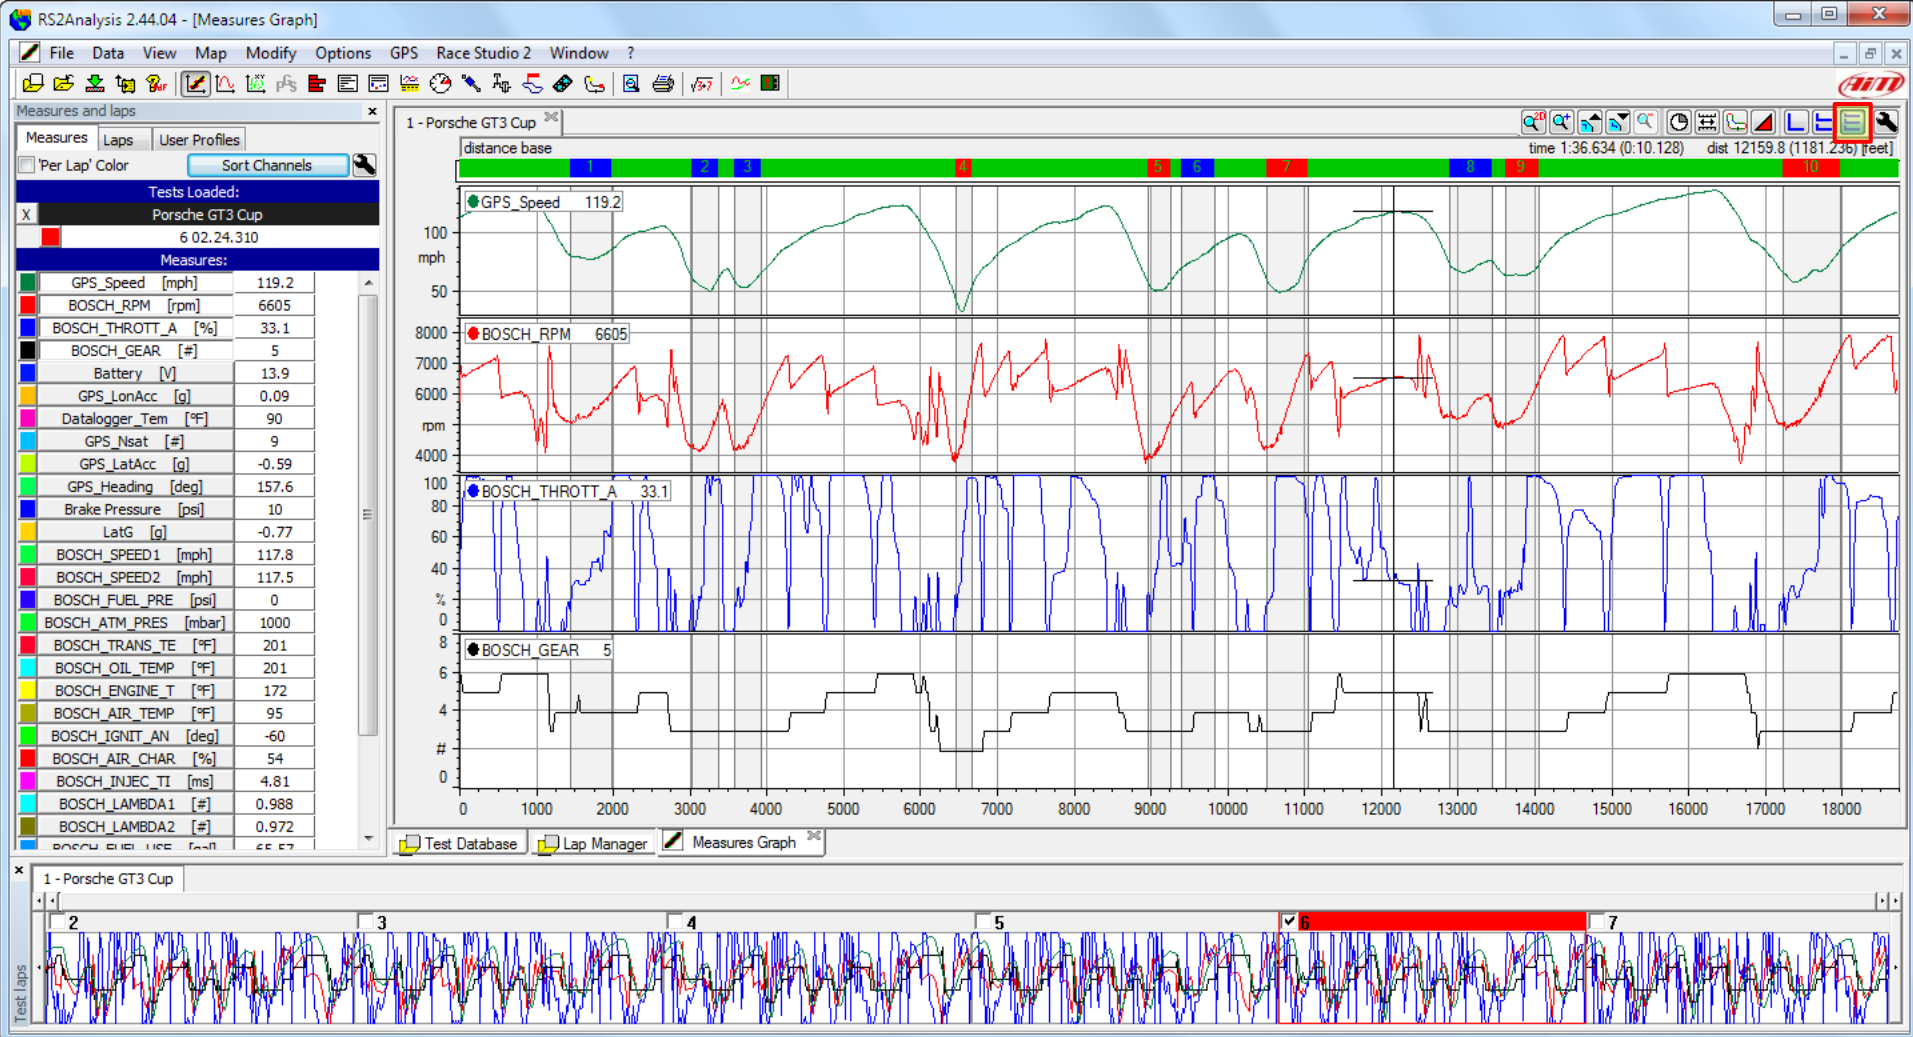 RS2Analysis 2.44.04 - [Measures Graph]
File Data View Map Modify Options GPS Race Studio 2 Window ?
AiM
Measures and laps
Measures Laps User Profiles
'Per Lap' Color Sort Channels
Tests Loaded:
X Porsche GT3 Cup
6 02.24.310
Measures:
GPS_Speed [mph] 119.2
BOSCH_RPM [rpm] 6605
BOSCH_THROTT_A [%] 33.1
BOSCH_GEAR [#] 5
Battery [V] 13.9
GPS_LonAcc [g] 0.09
Datalogger_Tem [ºF] 90
GPS_Nsat [#] 9
GPS_LatAcc [g] -0.59
GPS_Heading [deg] 157.6
Brake Pressure [psi] 10
LatG [g] -0.77
BOSCH_SPEED1 [mph] 117.8
BOSCH_SPEED2 [mph] 117.5
BOSCH_FUEL_PRE [psi] 0
BOSCH_ATM_PRES [mbar] 1000
BOSCH_TRANS_TE [ºF] 201
BOSCH_OIL_TEMP [ºF] 201
BOSCH_ENGINE_T [ºF] 172
BOSCH_AIR_TEMP [ºF] 95
BOSCH_IGNIT_AN [deg] -60
BOSCH_AIR_CHAR [%] 54
BOSCH_INJEC_TI [ms] 4.81
BOSCH_LAMBDA1 [#] 0.988
BOSCH_LAMBDA2 [#] 0.972
BOSCH_FUEL_USE [gal] 65.57
1 - Porsche GT3 Cup
distance base
time 1:36.634 (0:10.128) dist 12159.8 (1181.236) [feet]
1 2 3 4 5 6 7 8 9 10
GPS_Speed 119.2
100
mph
50
BOSCH_RPM 6605
8000
7000
6000
rpm
4000
BOSCH_THROTT_A 33.1
100
80
60
40
%
0
BOSCH_GEAR 5
8
6
4
#
0
0 1000 2000 3000 4000 5000 6000 7000 8000 9000 10000 11000 12000 13000 14000 15000 16000 17000 18000
Test Database Lap Manager Measures Graph
1 - Porsche GT3 Cup
2 3 4 5 6 7
Test laps